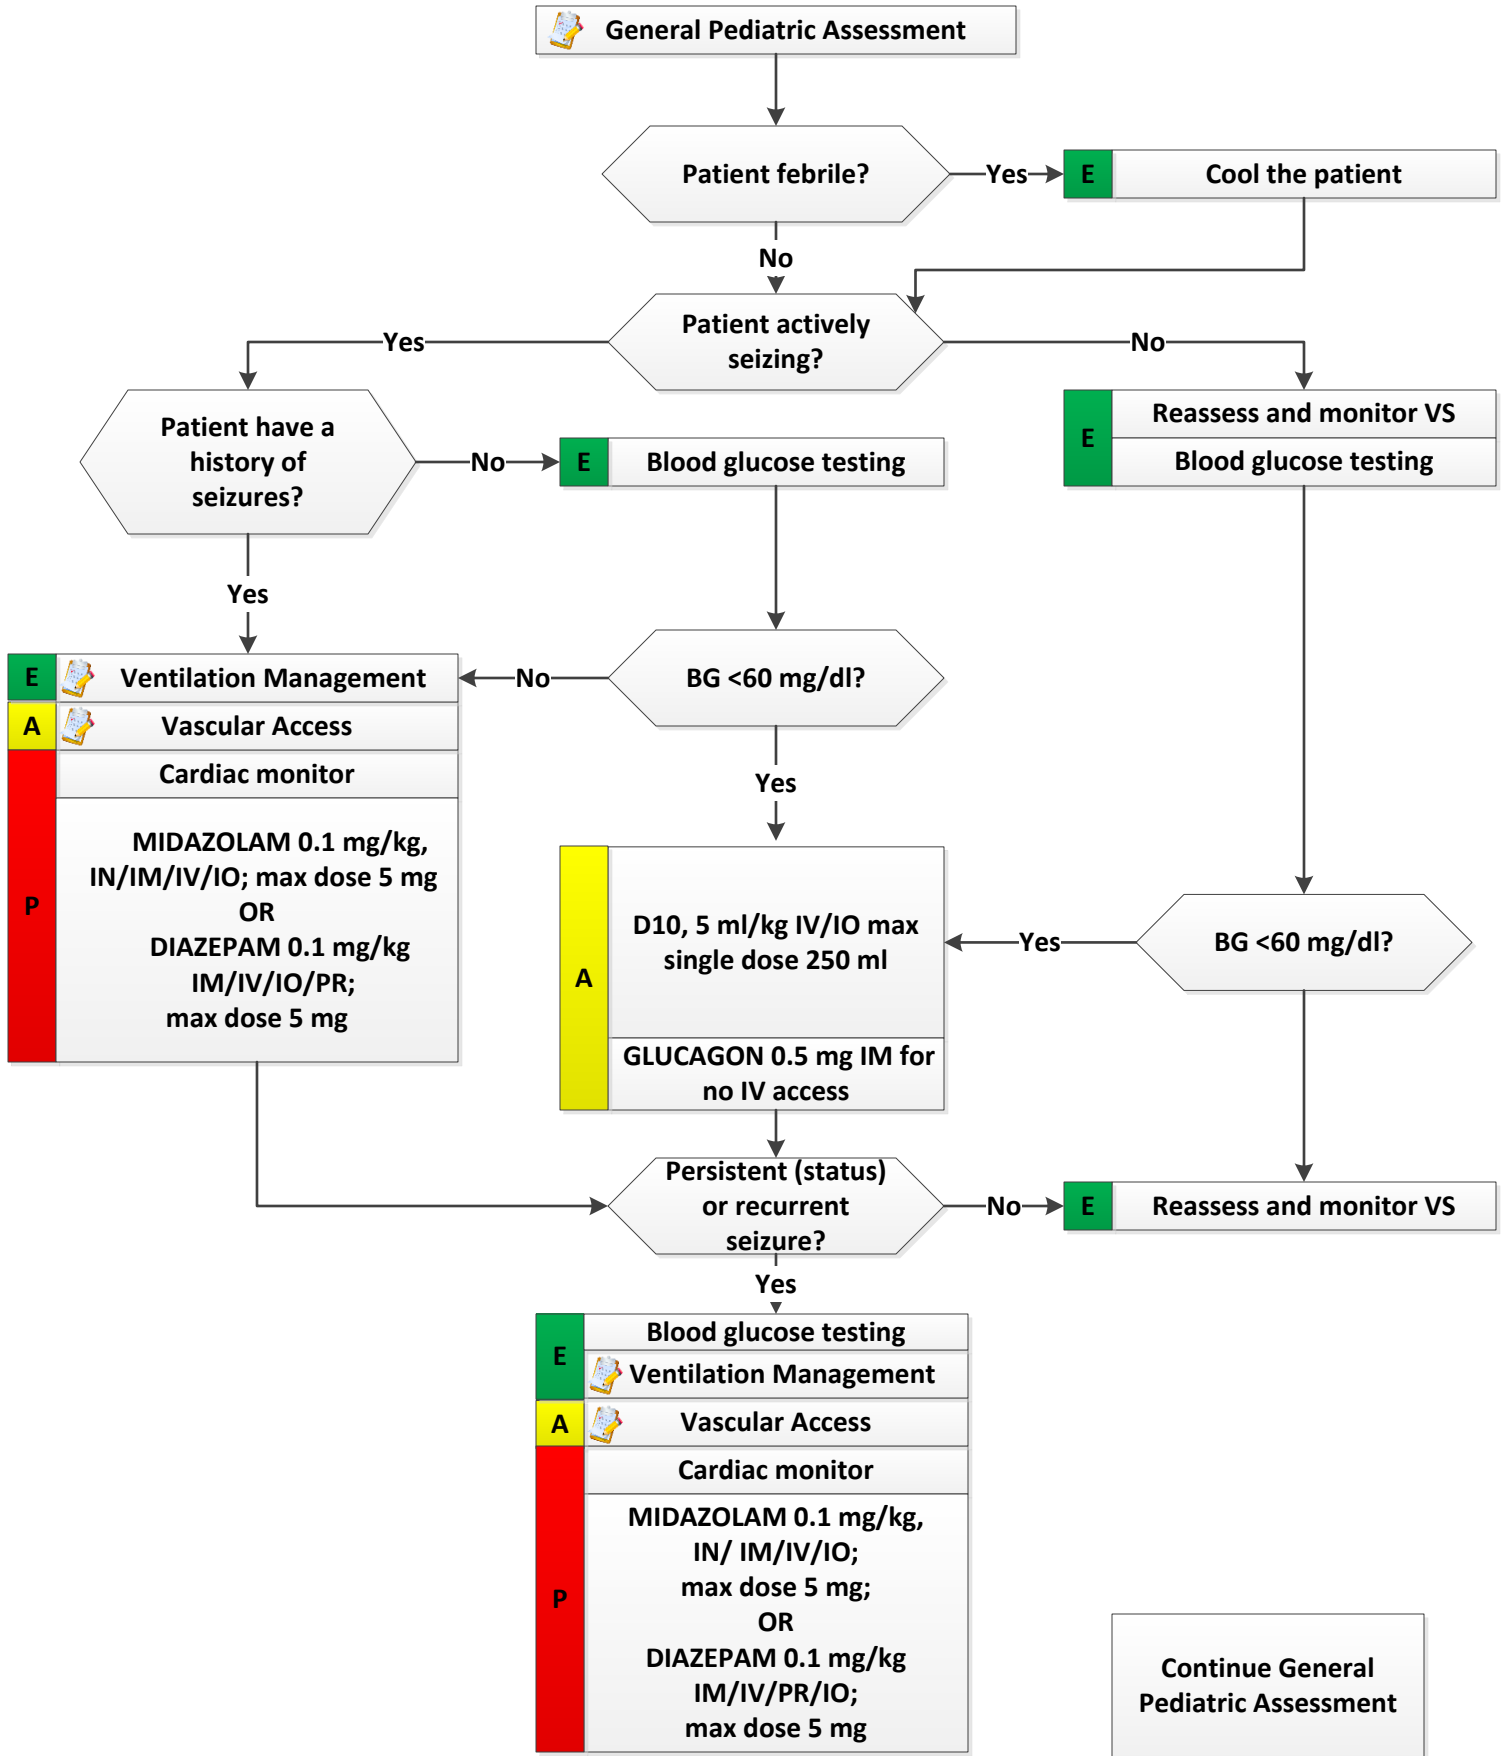 General Pediatric Assessment
Patient febrile?
Yes
E
Cool the patient
No
Patient actively
seizing?
Yes
No
Patient have a
history of
seizures?
No
E
Blood glucose testing
E
Reassess and monitor VS
Blood glucose testing
Yes
E
Ventilation Management
A
Vascular Access
P
Cardiac monitor
MIDAZOLAM 0.1 mg/kg,
IN/IM/IV/IO; max dose 5 mg
OR
DIAZEPAM 0.1 mg/kg
IM/IV/IO/PR;
max dose 5 mg
No
BG <60 mg/dl?
Yes
A
D10, 5 ml/kg IV/IO max
single dose 250 ml
GLUCAGON 0.5 mg IM for
no IV access
Yes
BG <60 mg/dl?
Persistent (status)
or recurrent
seizure?
No
E
Reassess and monitor VS
Yes
E
Blood glucose testing
Ventilation Management
A
Vascular Access
P
Cardiac monitor
MIDAZOLAM 0.1 mg/kg,
IN/ IM/IV/IO;
max dose 5 mg;
OR
DIAZEPAM 0.1 mg/kg
IM/IV/PR/IO;
max dose 5 mg
Continue General
Pediatric Assessment